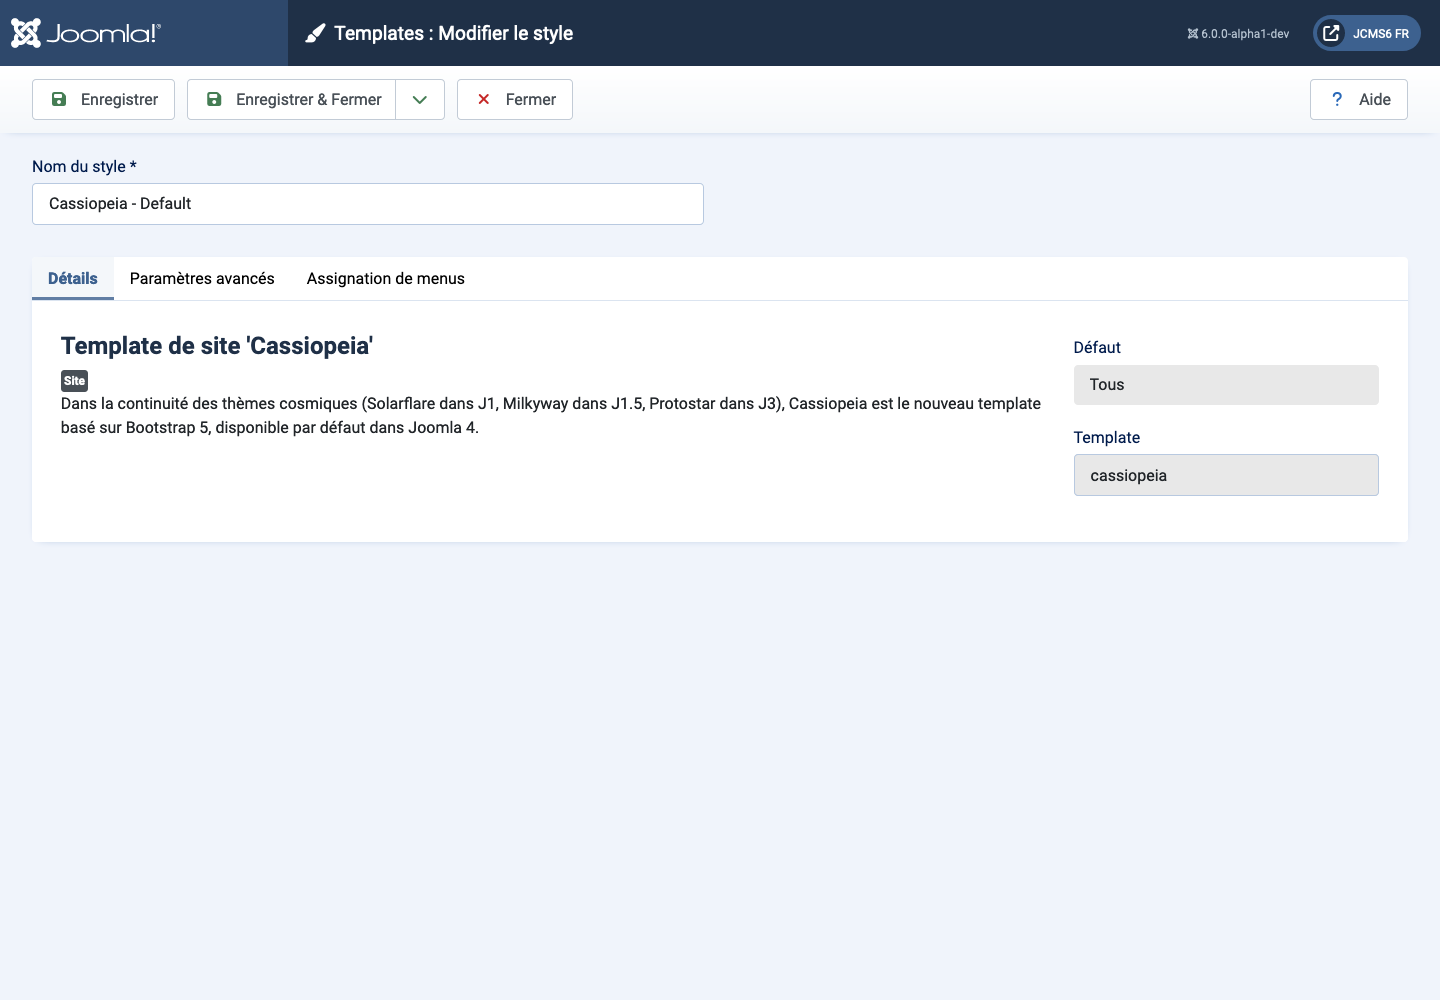 Joomla!®
Templates : Modifier le style
6.0.0-alpha1-dev
JCMS6 FR
Enregistrer
Enregistrer & Fermer
Fermer
? Aide
Nom du style *
Cassiopeia - Default
Détails
Paramètres avancés
Assignation de menus
Template de site 'Cassiopeia'
Site
Dans la continuité des thèmes cosmiques (Solarflare dans J1, Milkyway dans J1.5, Protostar dans J3), Cassiopeia est le nouveau template
basé sur Bootstrap 5, disponible par défaut dans Joomla 4.
Défaut
Tous
Template
cassiopeia